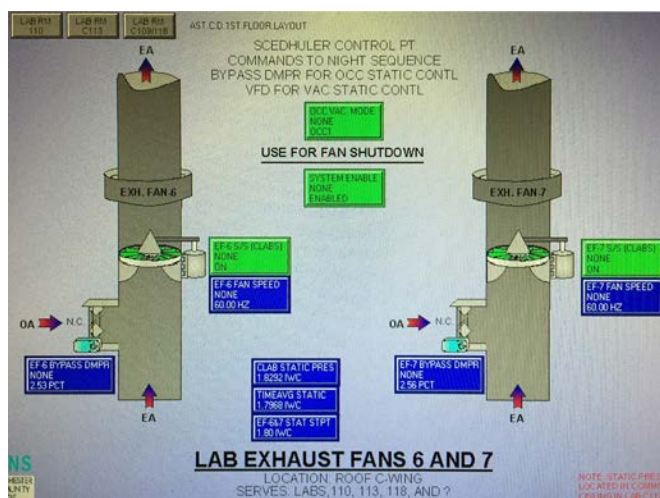 LAB RM
110
LAB RM
C113
LAB RM
C109/118
AST.C.D.1ST.FLOOR.LAYOUT
EA
EA
SCEDHULER CONTROL PT
COMMANDS TO NIGHT SEQUENCE
BYPASS DMPR FOR OCC STATIC CONTL
VFD FOR VAC STATIC CONTL
OCC VAC. MODE
NONE
OCC1
USE FOR FAN SHUTDOWN
SYSTEM ENABLE
NONE
ENABLED
EXH. FAN-6
EXH. FAN-7
EF-6 S/S (CLABS)
NONE
ON
EF-6 FAN SPEED
NONE
60.00 HZ
EF-7 S/S (CLABS)
NONE
ON
EF-7 FAN SPEED
NONE
60.00 HZ
OA
N.C.
OA
N.C.
EF-6 BYPASS DMPR
NONE
2.53 PCT
EF-7 BYPASS DMPR
NONE
2.56 PCT
CLAB STATIC PRES
1.8292 IWC
TIMEAVG STATIC
1.7968 IWC
EF-6&7 STAT STPT
1.80 IWC
EA
EA
LAB EXHAUST FANS 6 AND 7
LOCATION: ROOF C-WING
SERVES: LABS,110, 113, 118, AND ?
NS
NOTE: STATIC PRES
LOCATED IN